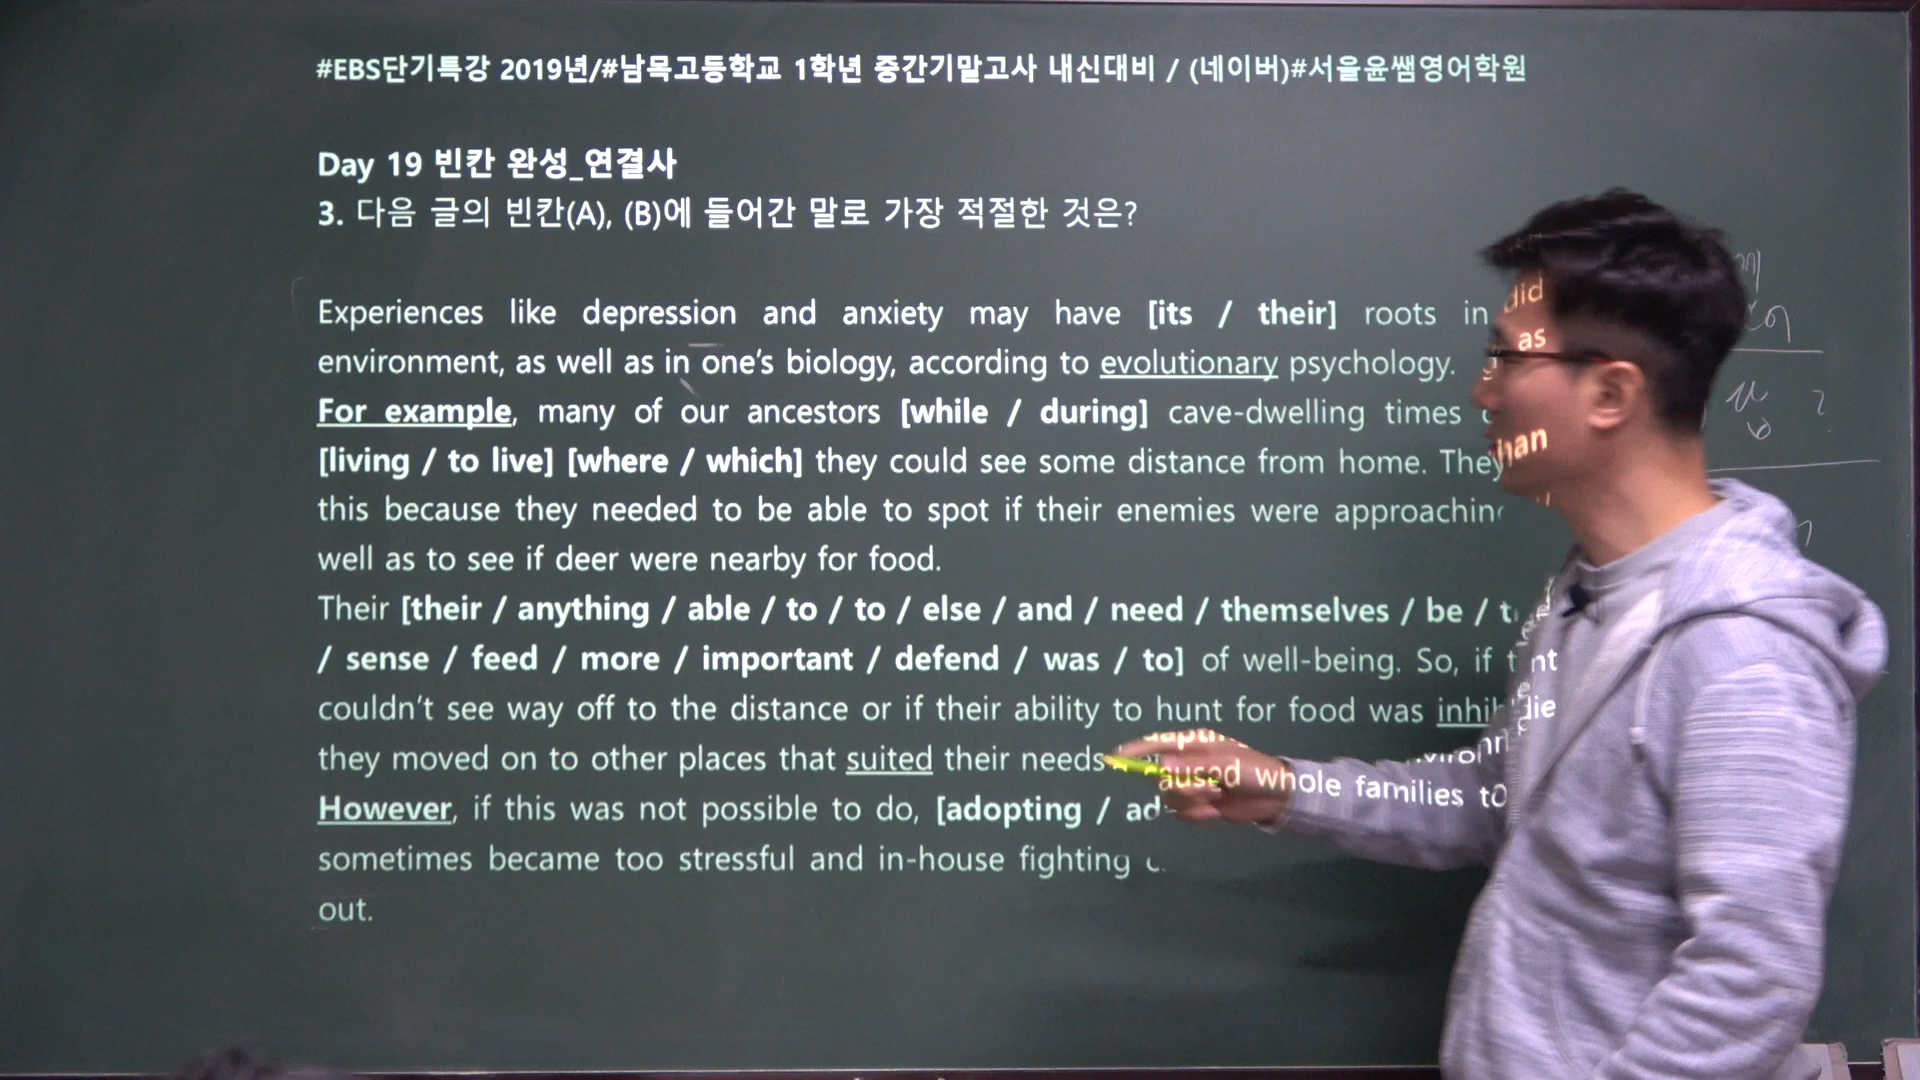 #EBS단기특강 2019년/#남목고등학교 1학년 중간기말고사 내신대비 / (네이버)#서울윤쌤영어학원
Day 19 빈칸 완성_연결사
3. 다음 글의 빈칸(A), (B)에 들어간 말로 가장 적절한 것은?
Experiences like depression and anxiety may have [its / their] roots in
environment, as well as in one's biology, according to evolutionary psychology.
For example, many of our ancestors [while / during] cave-dwelling times
[living / to live] [where / which] they could see some distance from home. They did
this because they needed to be able to spot if their enemies were approaching as
well as to see if deer were nearby for food.
Their [their / anything / able / to / to / else / and / need / themselves / be / than
/ sense / feed / more / important / defend / was / to] of well-being. So, if
couldn't see way off to the distance or if their ability to hunt for food was
they moved on to other places that suited their needs
However, if this was not possible to do, [adopting /
sometimes became too stressful and in-house fighting caused whole families to die
out.